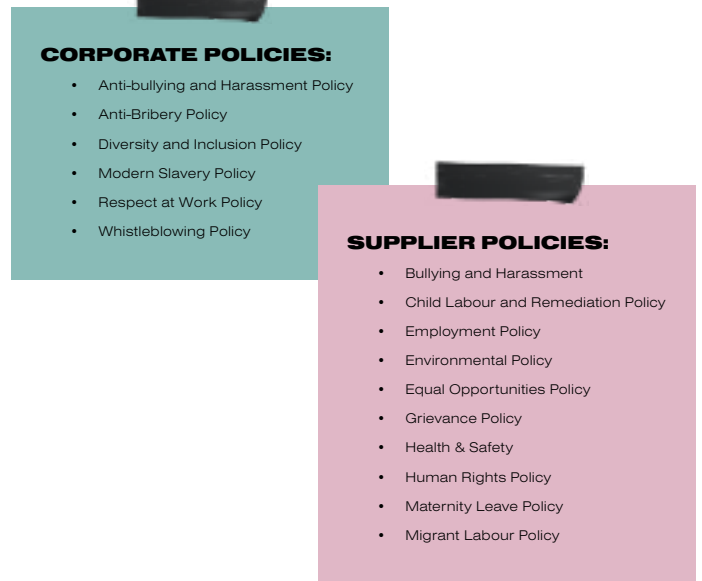 CORPORATE POLICIES:
• Anti-bullying and Harassment Policy
• Anti-Bribery Policy
• Diversity and Inclusion Policy
• Modern Slavery Policy
• Respect at Work Policy
• Whistleblowing Policy
SUPPLIER POLICIES:
• Bullying and Harassment
• Child Labour and Remediation Policy
• Employment Policy
• Environmental Policy
• Equal Opportunities Policy
• Grievance Policy
• Health & Safety
• Human Rights Policy
• Maternity Leave Policy
• Migrant Labour Policy